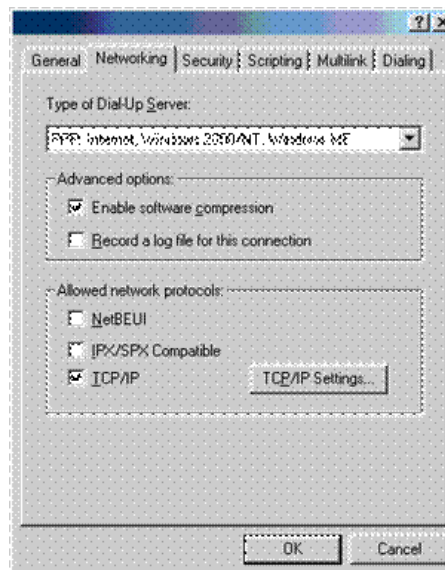 General Networking Security Scripting Multilink Dialing
Type of Dial-Up Server:
PPP: Internet, Windows 2000/NT, Windows ME
Advanced options:
Enable software compression
Record a log file for this connection
Allowed network protocols:
NetBEUI
IPX/SPX Compatible
TCP/IP TCP/IP Settings...
OK Cancel